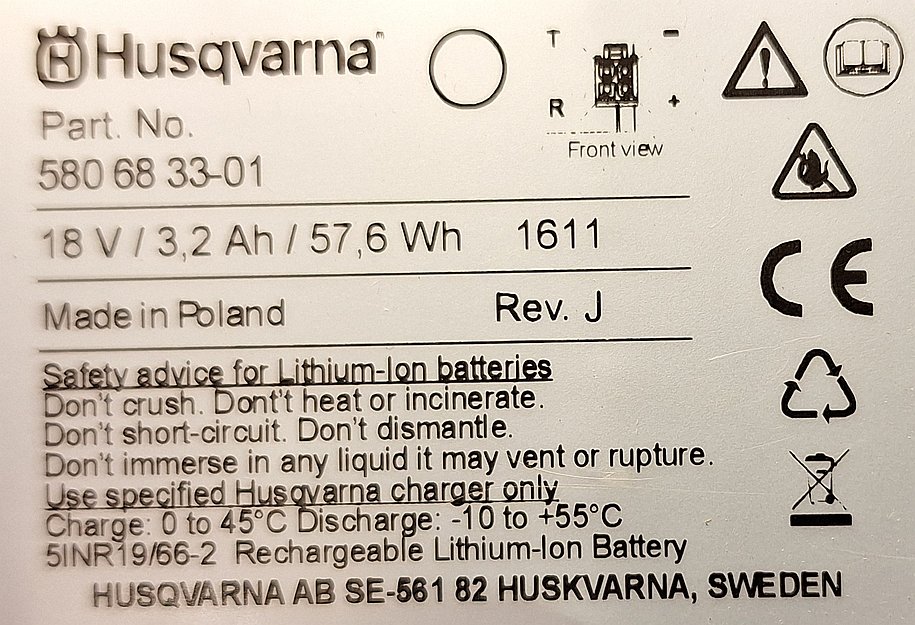 Husqvarna
T -
R +
Front view
Part. No.
580 68 33-01
18 V / 3,2 Ah / 57,6 Wh 1611
Made in Poland Rev. J
CE
Safety advice for Lithium-Ion batteries
Don't crush. Dont't heat or incinerate.
Don't short-circuit. Don't dismantle.
Don't immerse in any liquid it may vent or rupture.
Use specified Husqvarna charger only
Charge: 0 to 45°C Discharge: -10 to +55°C
5INR19/66-2 Rechargeable Lithium-Ion Battery
HUSQVARNA AB SE-561 82 HUSKVARNA, SWEDEN